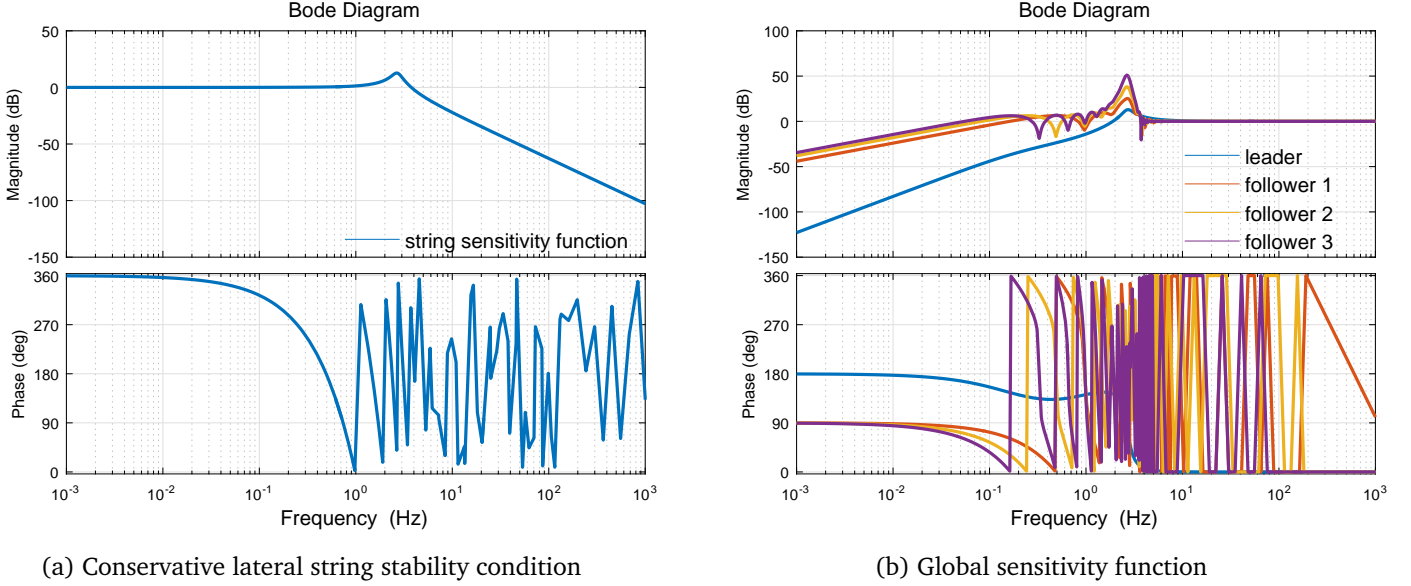 Bode Diagram
50
0
-50
-100
-150
Magnitude (dB)
string sensitivity function
360
270
180
90
0
Phase (deg)
10^-3
10^-2
10^-1
10^0
10^1
10^2
10^3
Frequency (Hz)
(a) Conservative lateral string stability condition
Bode Diagram
100
50
0
-50
-100
-150
Magnitude (dB)
leader
follower 1
follower 2
follower 3
360
270
180
90
0
Phase (deg)
10^-3
10^-2
10^-1
10^0
10^1
10^2
10^3
Frequency (Hz)
(b) Global sensitivity function